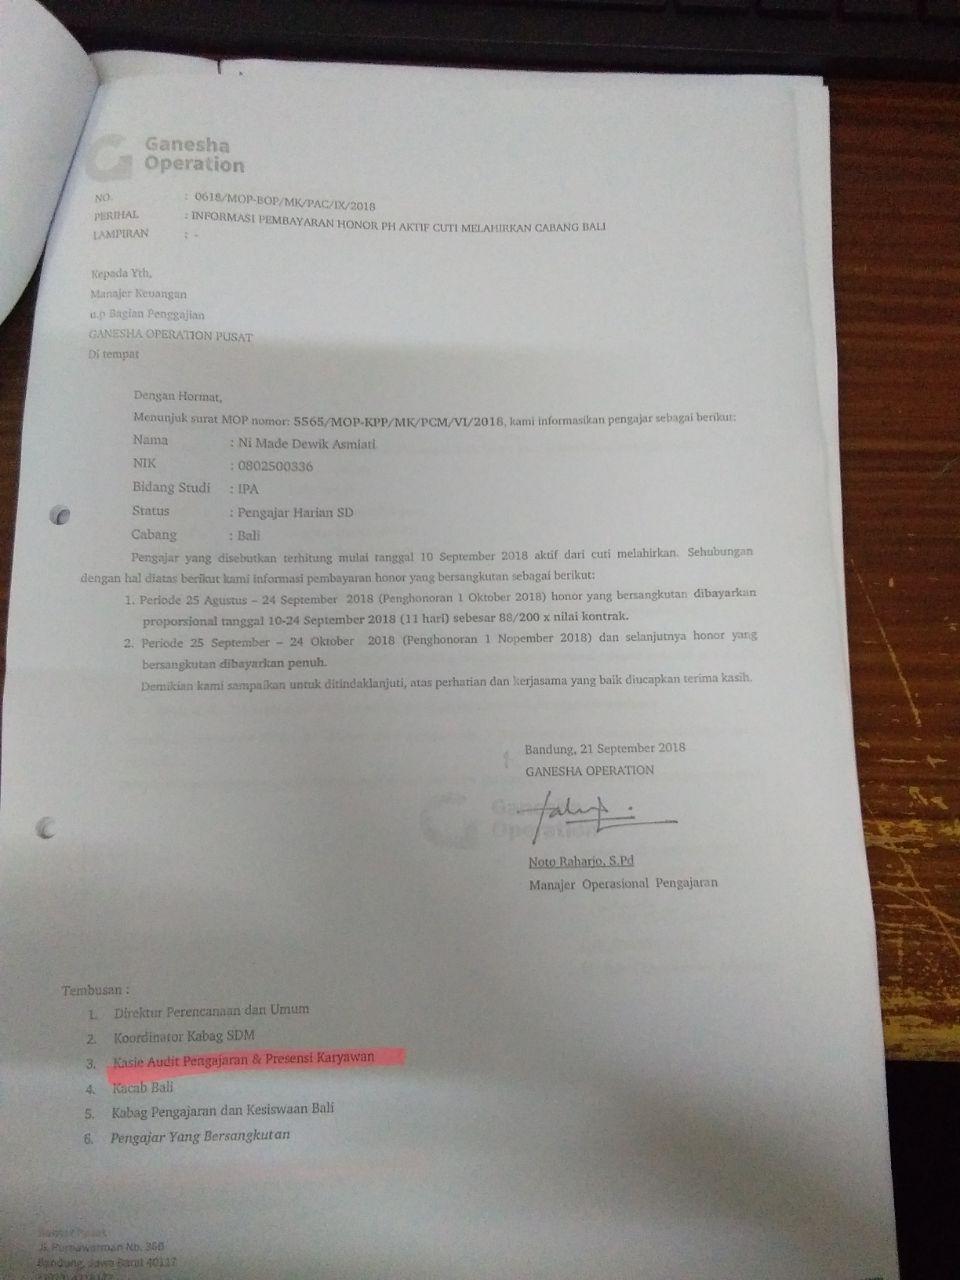 Ganesha
Operation
NO. : 0618/MOP-BOP/MK/PAC/IX/2018
PERIHAL : INFORMASI PEMBAYARAN HONOR PH AKTIF CUTI MELAHIRKAN CABANG BALI
LAMPIRAN : -
Kepada Yth,
Manajer Keuangan
u.p Bagian Penggajian
GANESHA OPERATION PUSAT
Di tempat
Dengan Hormat,
Menunjuk surat MOP nomor: 5565/MOP-KPP/MK/PCM/VI/2018, kami informasikan pengajar sebagai berikut:
Nama : Ni Made Dewik Asmiati
NIK : 0802500336
Bidang Studi : IPA
Status : Pengajar Harian SD
Cabang : Bali
Pengajar yang disebutkan terhitung mulai tanggal 10 September 2018 aktif dari cuti melahirkan. Sehubungan
dengan hal diatas berikut kami informasi pembayaran honor yang bersangkutan sebagai berikut:
1. Periode 25 Agustus – 24 September 2018 (Penghonoran 1 Oktober 2018) honor yang bersangkutan dibayarkan
proporsional tanggal 10-24 September 2018 (11 hari) sebesar 88/200 x nilai kontrak.
2. Periode 25 September – 24 Oktober 2018 (Penghonoran 1 Nopember 2018) dan selanjutnya honor yang
bersangkutan dibayarkan penuh.
Demikian kami sampaikan untuk ditindaklanjuti, atas perhatian dan kerjasama yang baik diucapkan terima kasih.
Bandung, 21 September 2018
GANESHA OPERATION
Ganesha
Operation
Noto Raharjo, S.Pd
Manajer Operasional Pengajaran
Tembusan :
1. Direktur Perencanaan dan Umum
2. Koordinator Kabag SDM
3. Kasie Audit Pengajaran & Presensi Karyawan
4. Kacab Bali
5. Kabag Pengajaran dan Kesiswaan Bali
6. Pengajar Yang Bersangkutan
Kantor Pusat
Jl. Purnawarman No. 36B
Bandung, Jawa Barat 40117